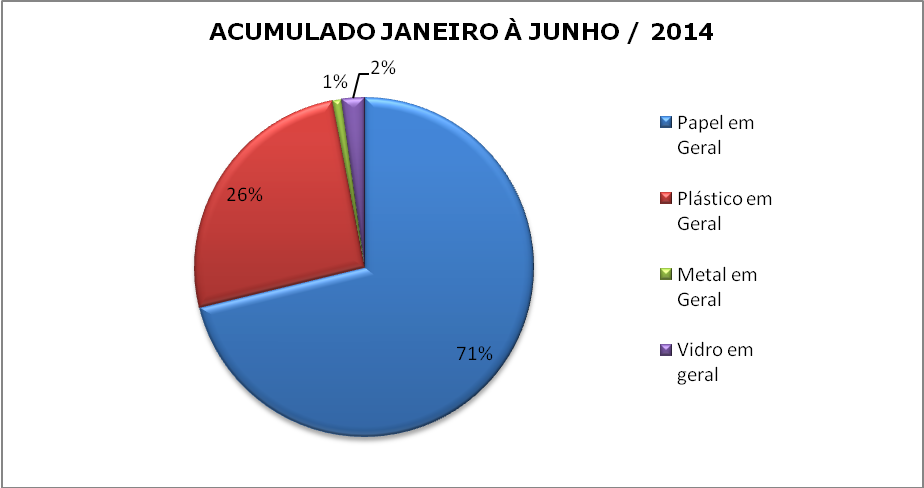 ACUMULADO JANEIRO À JUNHO /  2014
1%
2%
26%
71%
Papel em
Geral
Plástico em
Geral
Metal em
Geral
Vidro em
geral